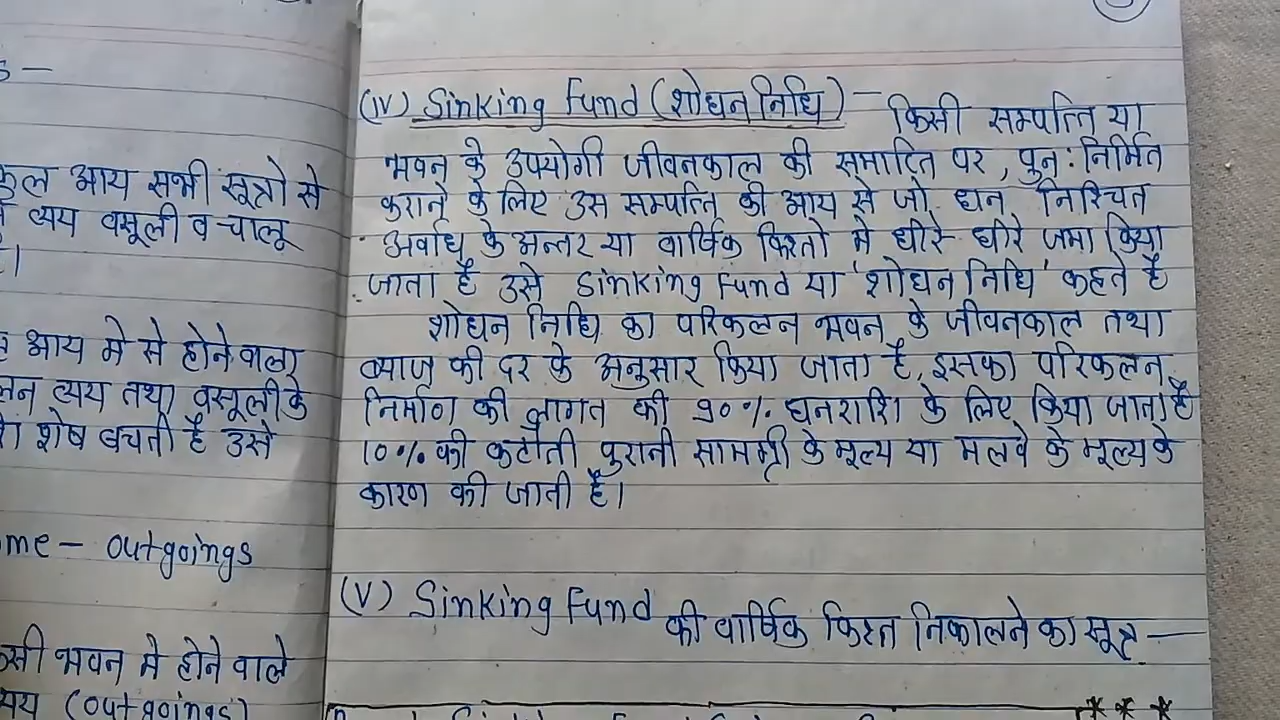 s —
कुल आय सभी सूत्रो से
व्यय वसूली व चालू
है।
आय मे से होने वाला
व्यय तथा वसूली के
शेष बचती है उसे
me — outgoings
भवन मे होने वाले
(outgoings)
(iv) Sinking Fund (शोधन निधि) — किसी सम्पत्ति या
भवन के उपयोगी जीवनकाल की समाप्ति पर, पुन: निर्मित
कराने के लिए उस सम्पत्ति की आय से जो धन निश्चित
अवधि के अन्तर या वार्षिक किश्तो मे धीरे धीरे जमा किया
जाता है उसे Sinking Fund या 'शोधन निधि' कहते है
शोधन निधि का परिकलन भवन के जीवनकाल तथा
ब्याज की दर के अनुसार किया जाता है, इसका परिकलन
निर्माण की लागत की 90% धनराशि के लिए किया जाता है
10% की कटौती पुरानी सामग्री के मूल्य या मलवे के मूल्य के
कारण की जाती है।
(V) Sinking Fund की वार्षिक किश्त निकालने का सूत्र —
* * *